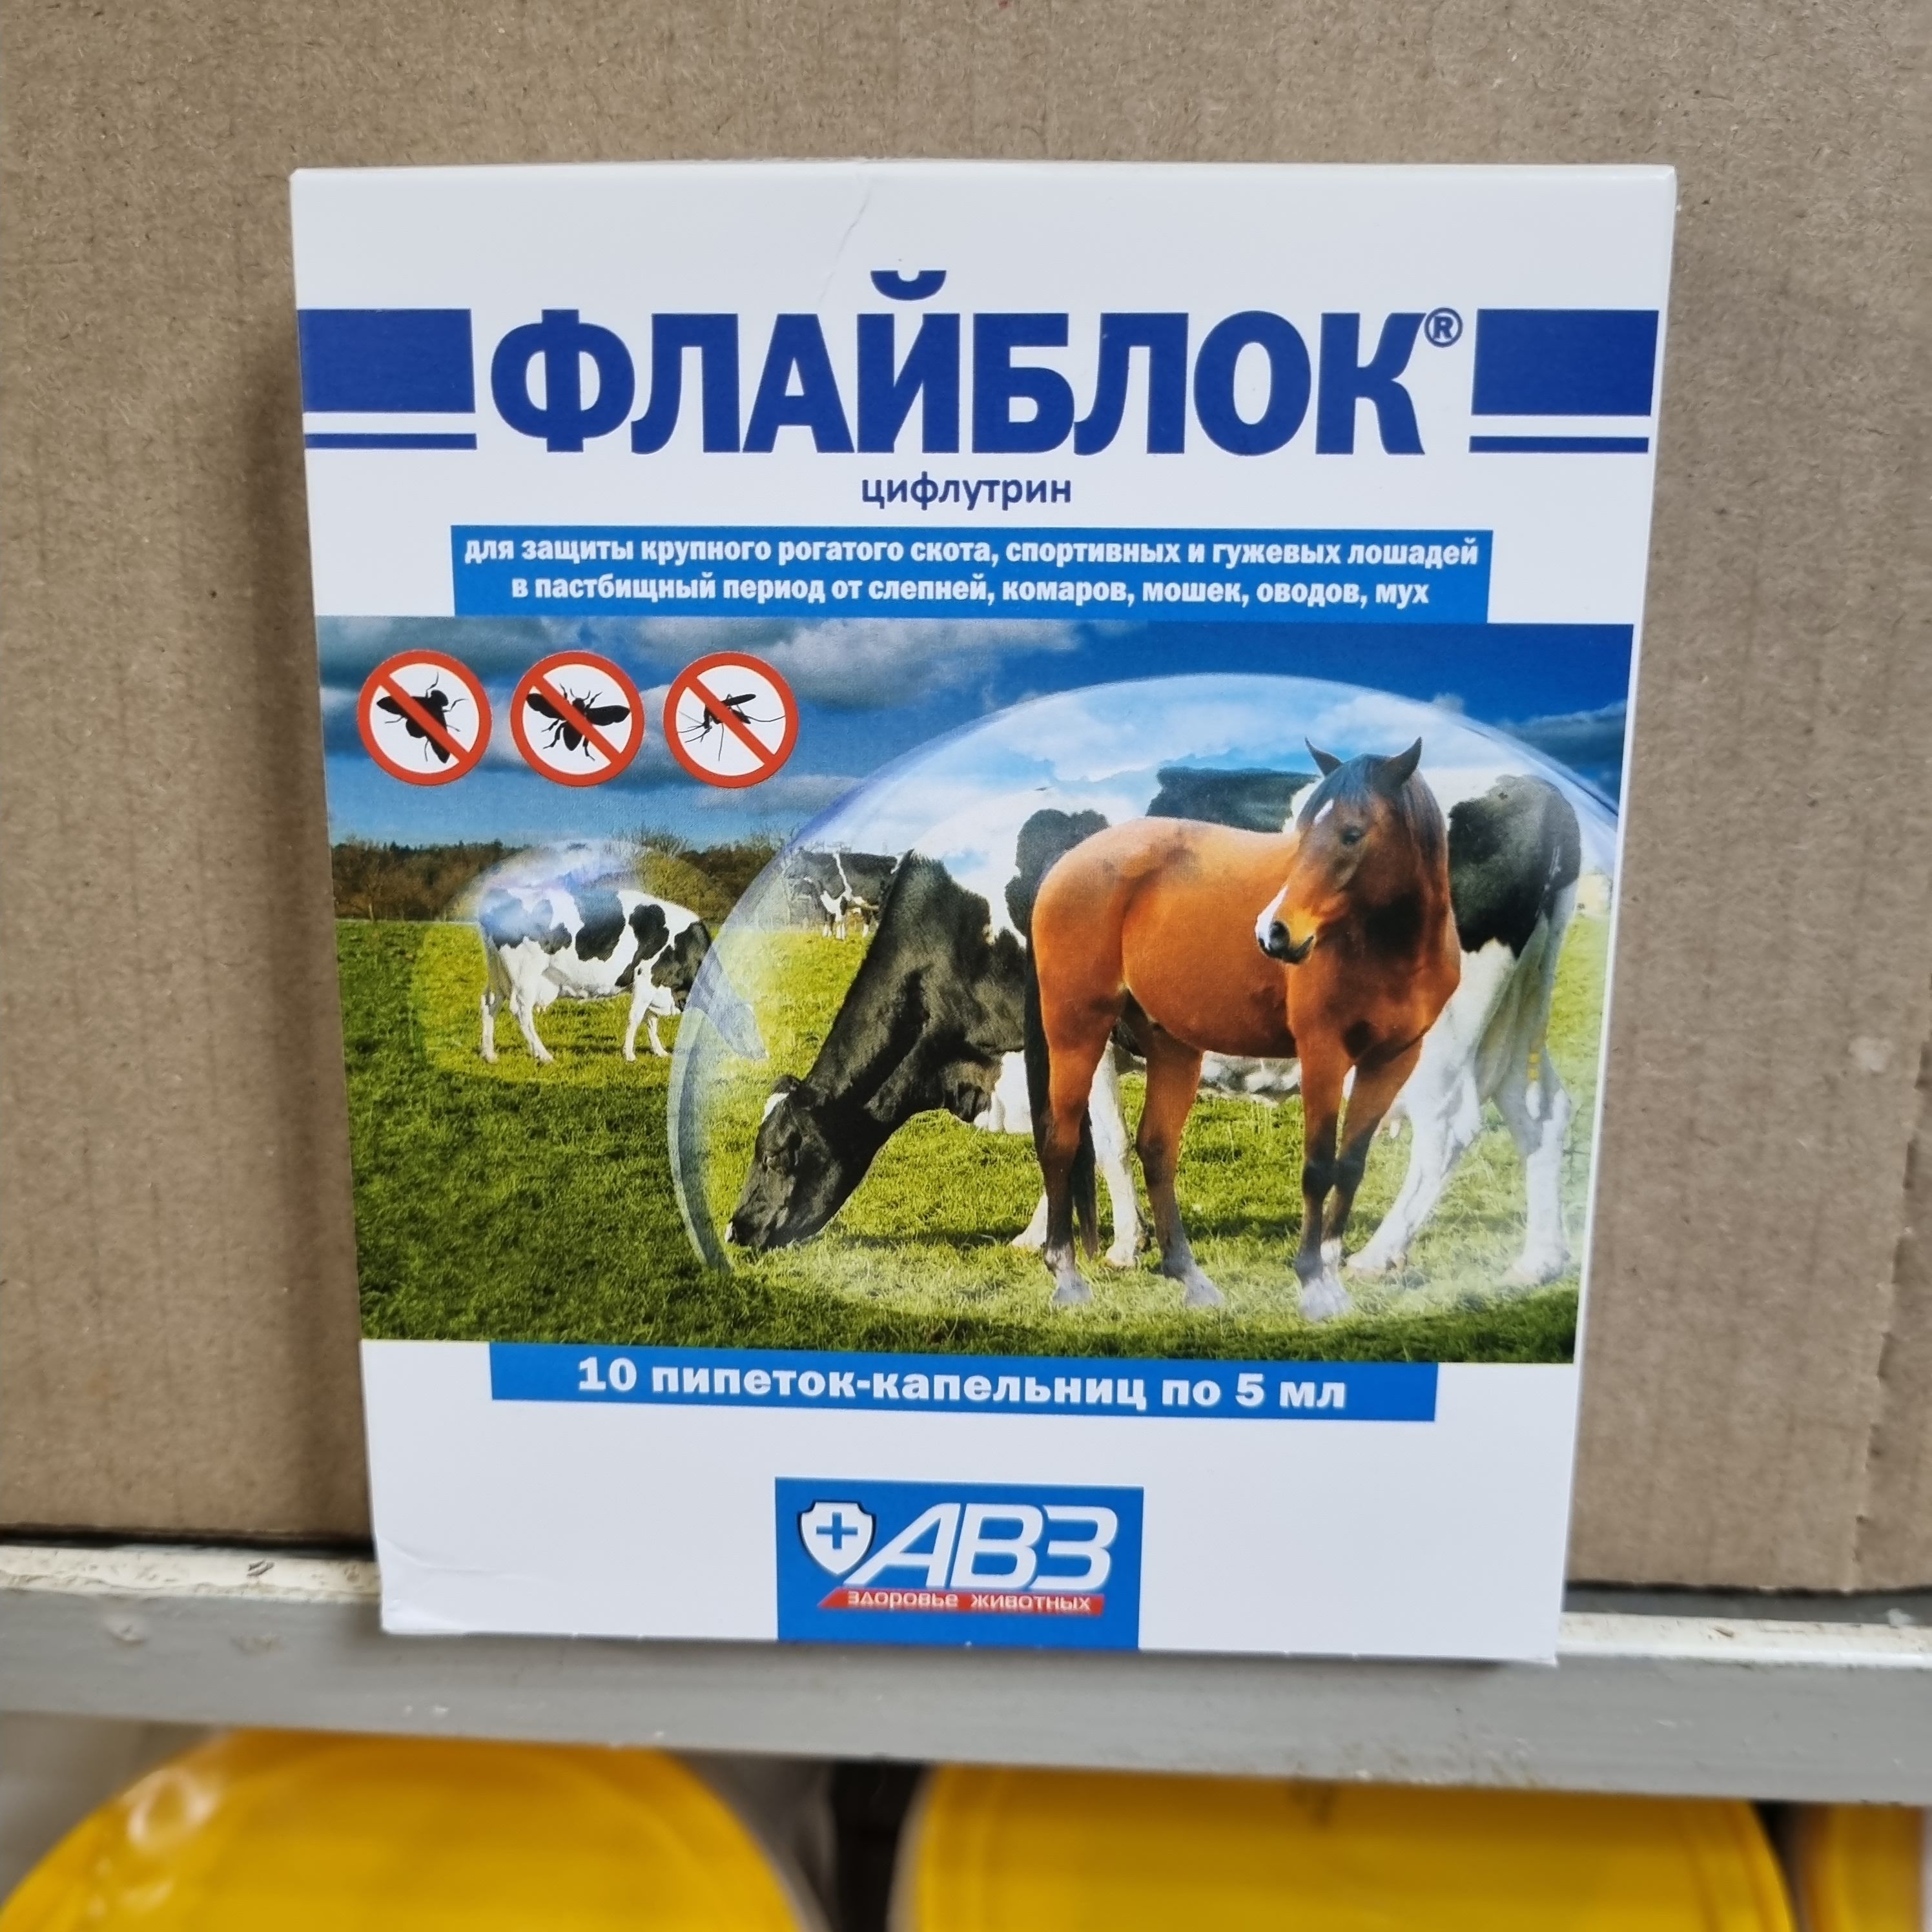 ФЛАЙБЛОК®
цифлутрин
для защиты крупного рогатого скота, спортивных и гужевых лошадей
в пастбищный период от слепней, комаров, мошек, оводов, мух
10 пипеток-капельниц по 5 мл
АВЗ
ЗДОРОВЬЕ ЖИВОТНЫХ